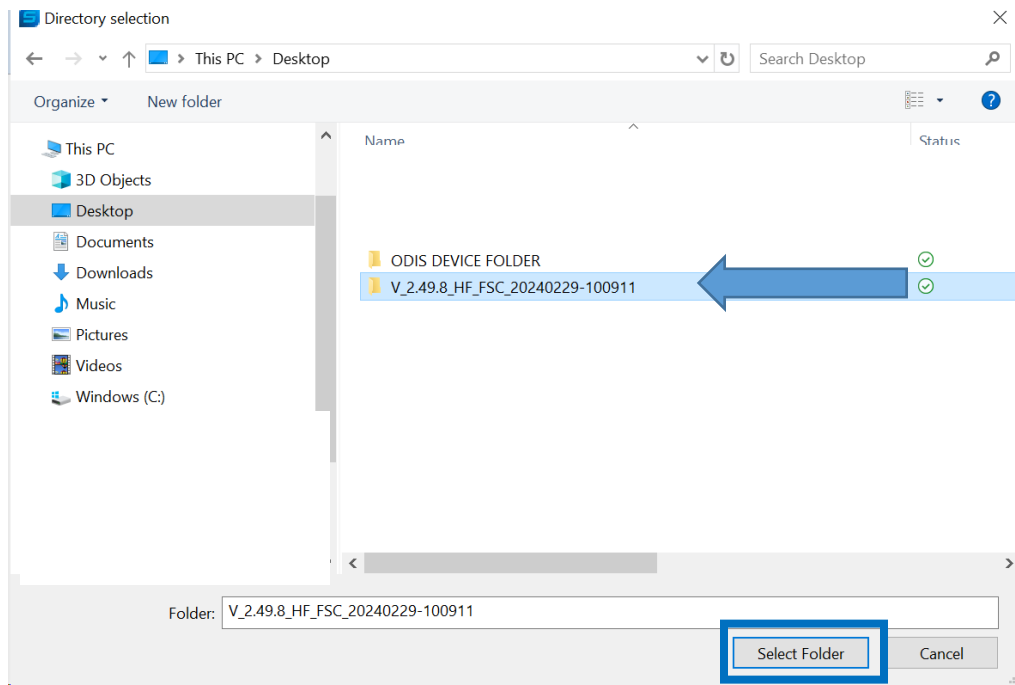 Directory selection
This PC > Desktop
Search Desktop
Organize
New folder
?
Name
Status
This PC
3D Objects
Desktop
Documents
Downloads
Music
Pictures
Videos
Windows (C:)
ODIS DEVICE FOLDER
V_2.49.8_HF_FSC_20240229-100911
Folder: V_2.49.8_HF_FSC_20240229-100911
Select Folder
Cancel